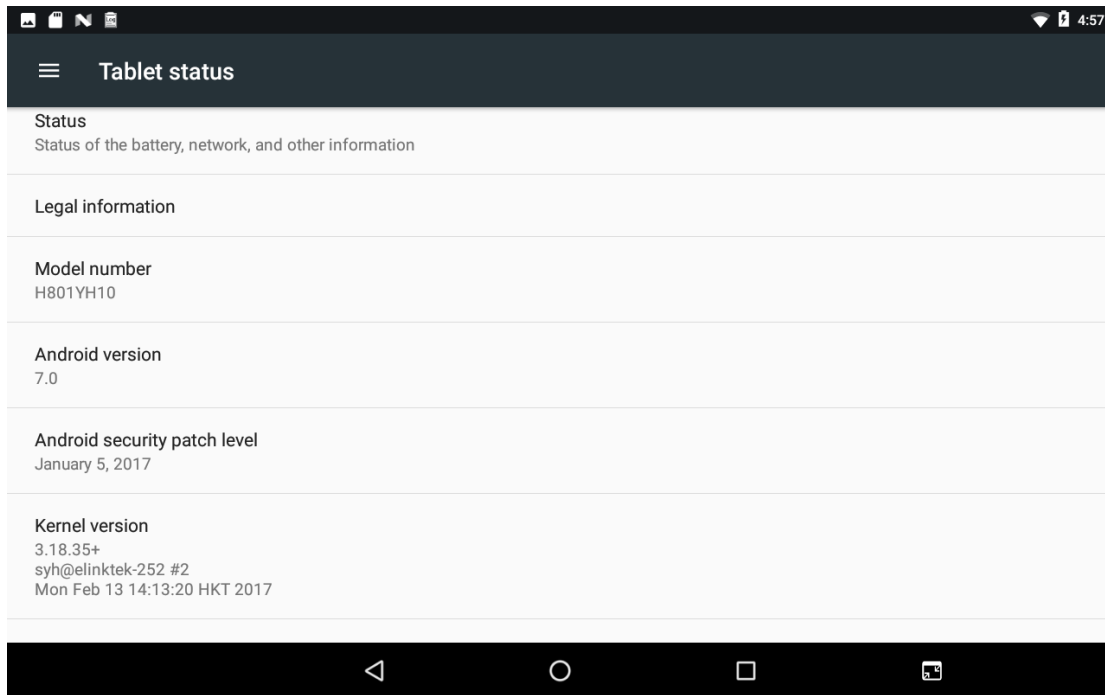 4:57
Tablet status
Status
Status of the battery, network, and other information
Legal information
Model number
H801YH10
Android version
7.0
Android security patch level
January 5, 2017
Kernel version
3.18.35+
syh@elinktek-252 #2
Mon Feb 13 14:13:20 HKT 2017